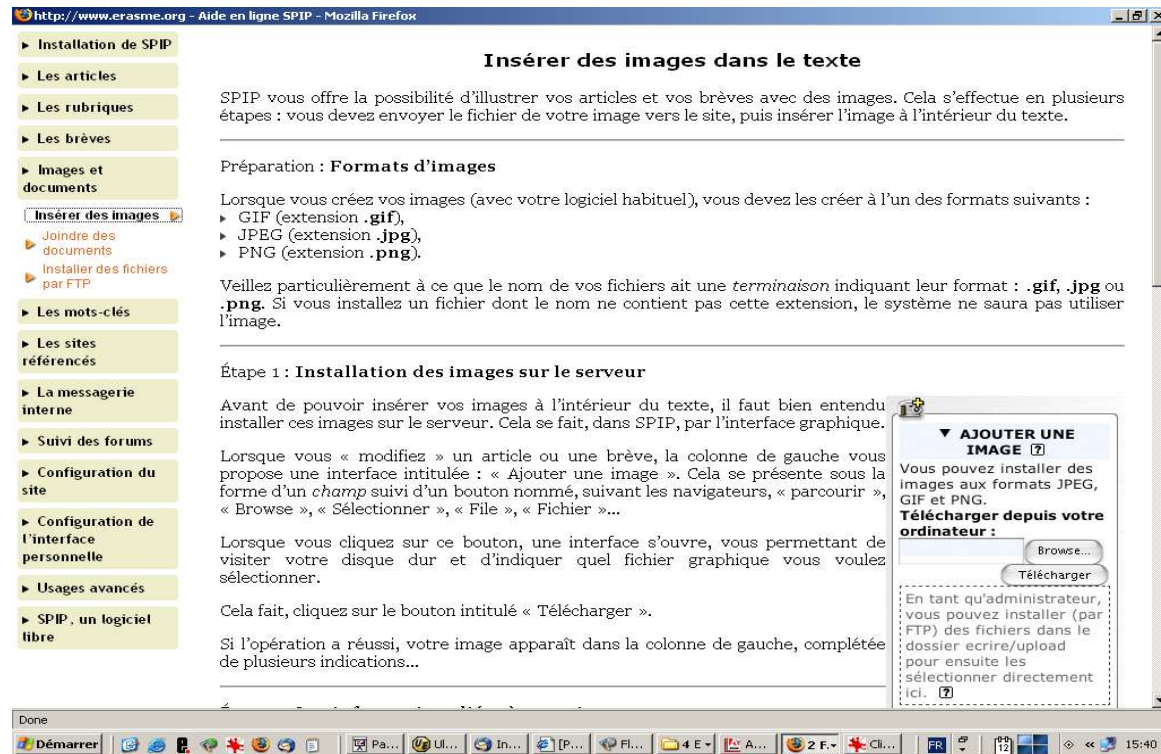 http://www.erasme.org - Aide en ligne SPIP - Mozilla Firefox
Installation de SPIP
Les articles
Les rubriques
Les brèves
Images et
documents
Insérer des images
Joindre des
documents
Installer des fichiers
par FTP
Les mots-clés
Les sites
référencés
La messagerie
interne
Suivi des forums
Configuration du
site
Configuration de
l'interface
personnelle
Usages avancés
SPIP, un logiciel
libre
Insérer des images dans le texte
SPIP vous offre la possibilité d'illustrer vos articles et vos brèves avec des images. Cela s'effectue en plusieurs
étapes : vous devez envoyer le fichier de votre image vers le site, puis insérer l'image à l'intérieur du texte.
Préparation : Formats d'images
Lorsque vous créez vos images (avec votre logiciel habituel), vous devez les créer à l'un des formats suivants :
GIF (extension .gif),
JPEG (extension .jpg),
PNG (extension .png).
Veillez particulièrement à ce que le nom de vos fichiers ait une terminaison indiquant leur format : .gif, .jpg ou
.png. Si vous installez un fichier dont le nom ne contient pas cette extension, le système ne saura pas utiliser
l'image.
Étape 1 : Installation des images sur le serveur
Avant de pouvoir insérer vos images à l'intérieur du texte, il faut bien entendu
installer ces images sur le serveur. Cela se fait, dans SPIP, par l'interface graphique.
Lorsque vous « modifiez » un article ou une brève, la colonne de gauche vous
propose une interface intitulée : « Ajouter une image ». Cela se présente sous la
forme d'un champ suivi d'un bouton nommé, suivant les navigateurs, « parcourir »,
« Browse », « Sélectionner », « File », « Fichier »...
Lorsque vous cliquez sur ce bouton, une interface s'ouvre, vous permettant de
visiter votre disque dur et d'indiquer quel fichier graphique vous voulez
sélectionner.
Cela fait, cliquez sur le bouton intitulé « Télécharger ».
Si l'opération a réussi, votre image apparaît dans la colonne de gauche, complétée
de plusieurs indications...
AJOUTER UNE
IMAGE ?
Vous pouvez installer des
images aux formats JPEG,
GIF et PNG.
Télécharger depuis votre
ordinateur :
Browse...
Télécharger
En tant qu'administrateur,
vous pouvez installer (par
FTP) des fichiers dans le
dossier ecrire/upload
pour ensuite les
sélectionner directement
ici. ?
Done
Démarrer
Pa...
Ul...
In...
[P...
Fl...
4 E
A...
2 F.
Cli...
FR
12
15:40